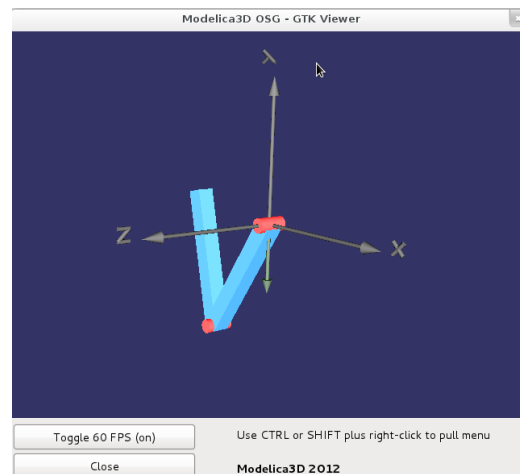 Modelica3D OSG - GTK Viewer
Y
Z
X
Toggle 60 FPS (on)
Use CTRL or SHIFT plus right-click to pull menu
Close
Modelica3D 2012